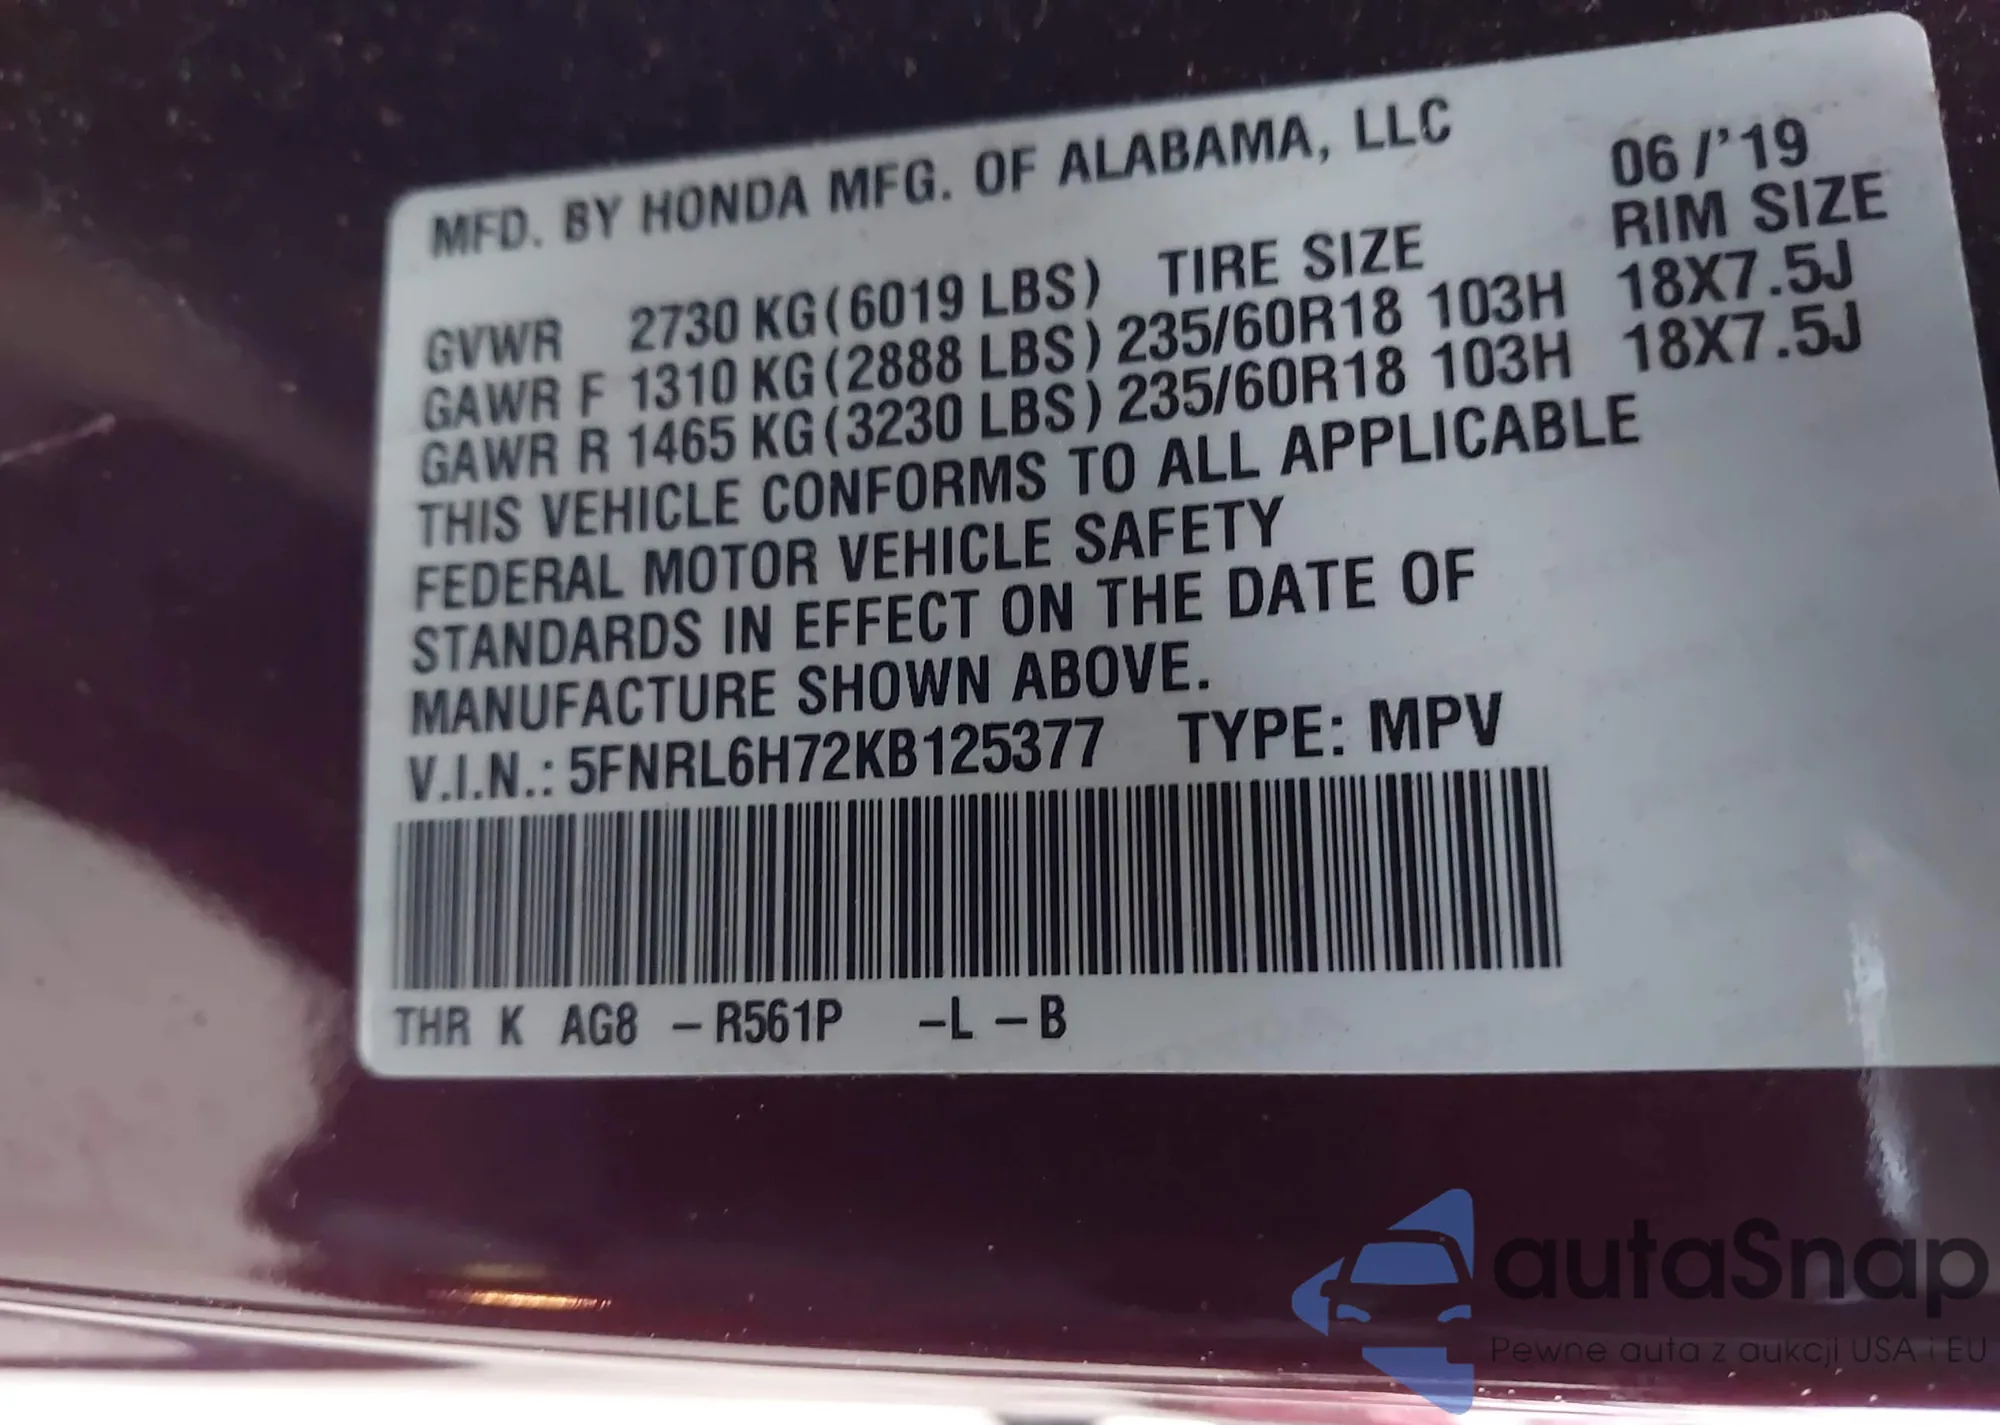 MFD. BY HONDA MFG. OF ALABAMA, LLC 06/'19
GVWR 2730 KG(6019 LBS) TIRE SIZE RIM SIZE
GAWR F 1310 KG(2888 LBS) 235/60R18 103H 18X7.5J
GAWR R 1465 KG(3230 LBS) 235/60R18 103H 18X7.5J
THIS VEHICLE CONFORMS TO ALL APPLICABLE
FEDERAL MOTOR VEHICLE SAFETY
STANDARDS IN EFFECT ON THE DATE OF
MANUFACTURE SHOWN ABOVE.
V.I.N.: 5FNRL6H72KB125377 TYPE: MPV
THR K AG8 -R561P -L -B
autaSnap
Pewne auta z aukcji USA i EU